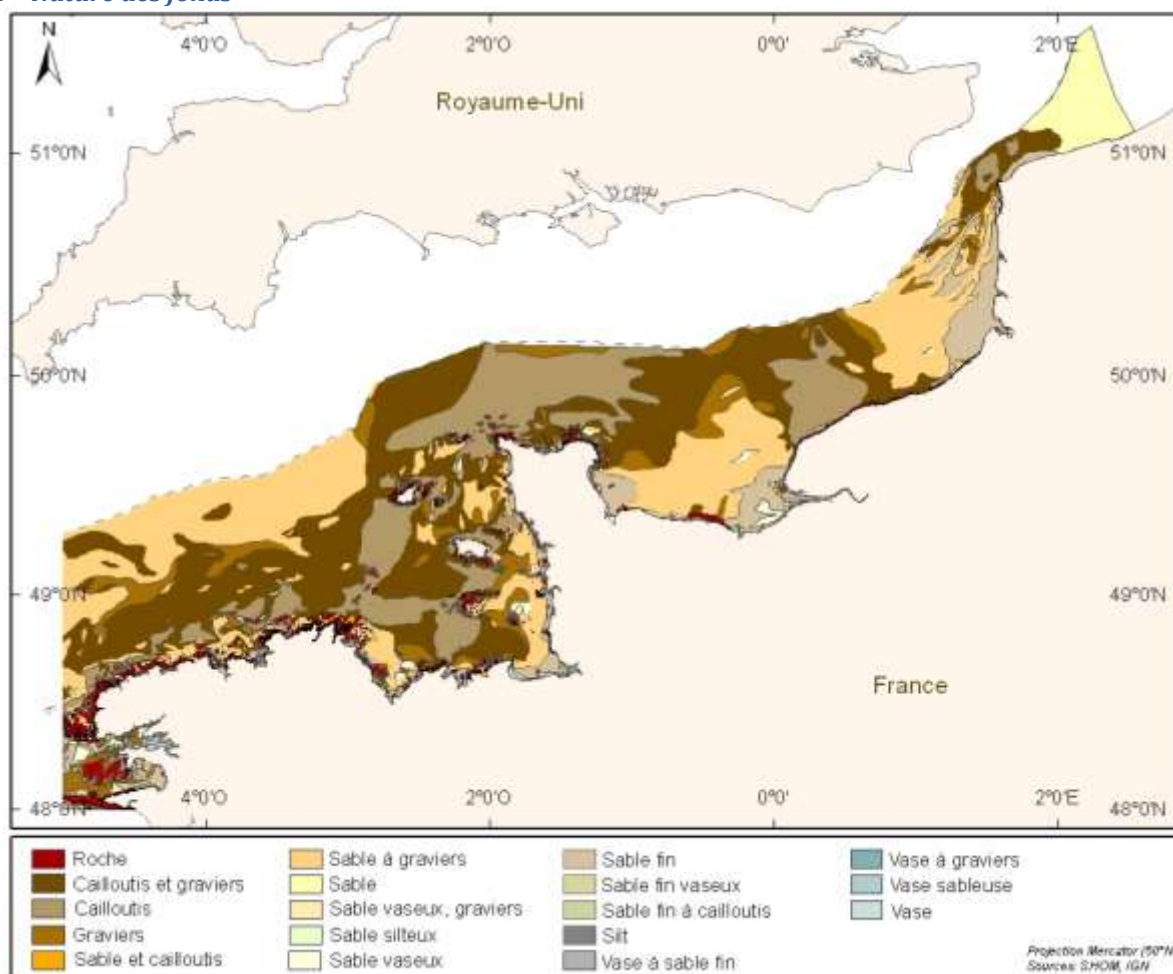 N
4°0'O 2°0'O 0°0' 2°0'E
Royaume-Uni
51°0'N 51°0'N
50°0'N 50°0'N
49°0'N 49°0'N
France
48°0'N 48°0'N
4°0'O 2°0'O 0°0' 2°0'E
Roche
Cailloutis et graviers
Cailloutis
Graviers
Sable et cailloutis
Sable à graviers
Sable
Sable vaseux, graviers
Sable silteux
Sable vaseux
Sable fin
Sable fin vaseux
Sable fin à cailloutis
Silt
Vase à sable fin
Vase à graviers
Vase sableuse
Vase
Projection Mercator (50°N
Sources: SHOM, IGN